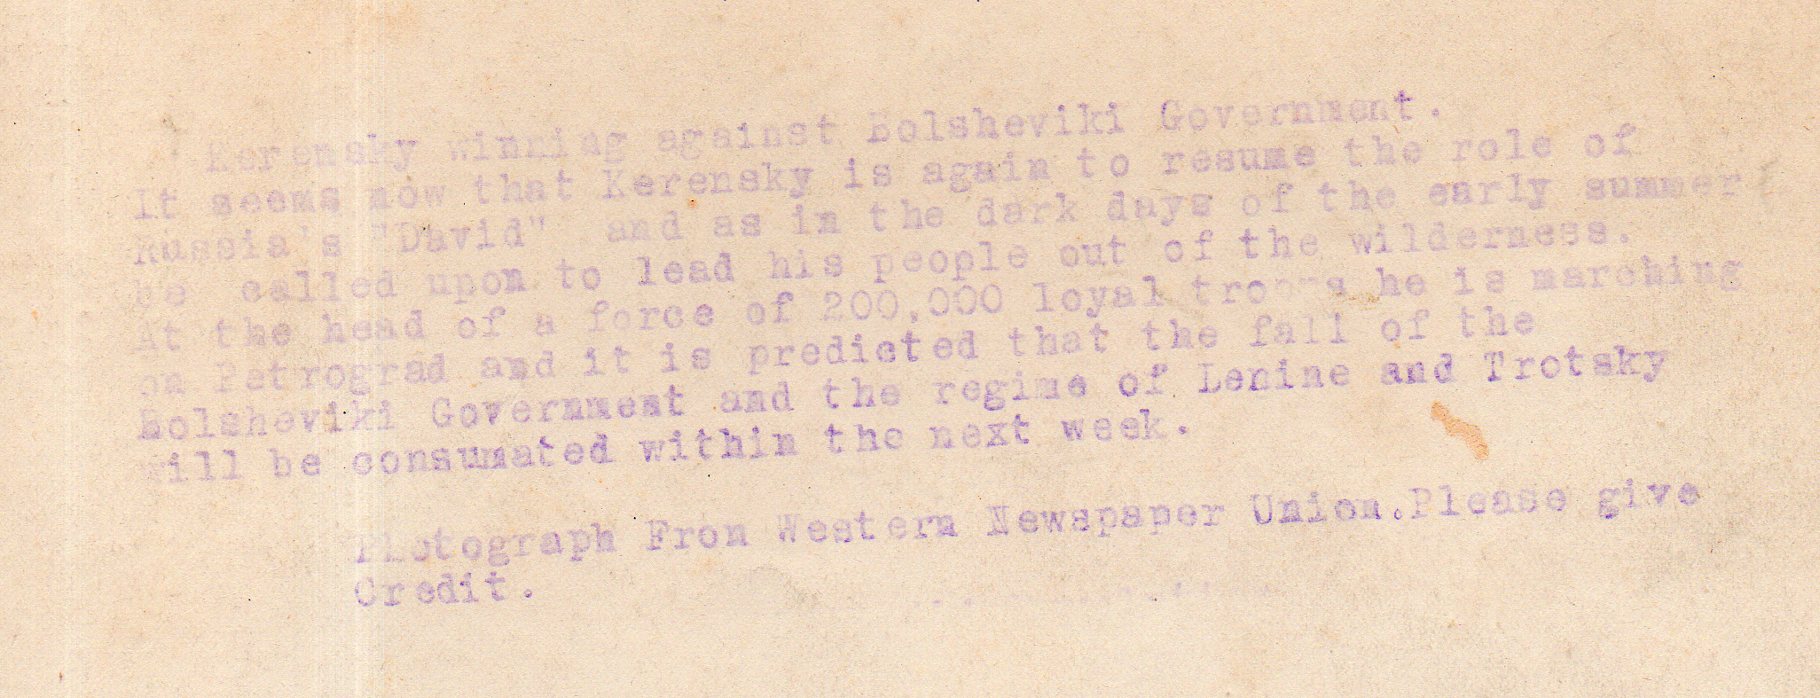 Kerensky winning against Bolsheviki Government.
It seems now that Kerensky is again to resume the role of
Russia's "David" and as in the dark days of the early summer
be called upon to lead his people out of the wilderness.
At the head of a force of 200,000 loyal troops he is marching
on Petrograd and it is predicted that the fall of the
Bolsheviki Government and the regime of Lenine and Trotsky
will be consumated within the next week.
Photograph From Western Newspaper Union.Please give
Credit.